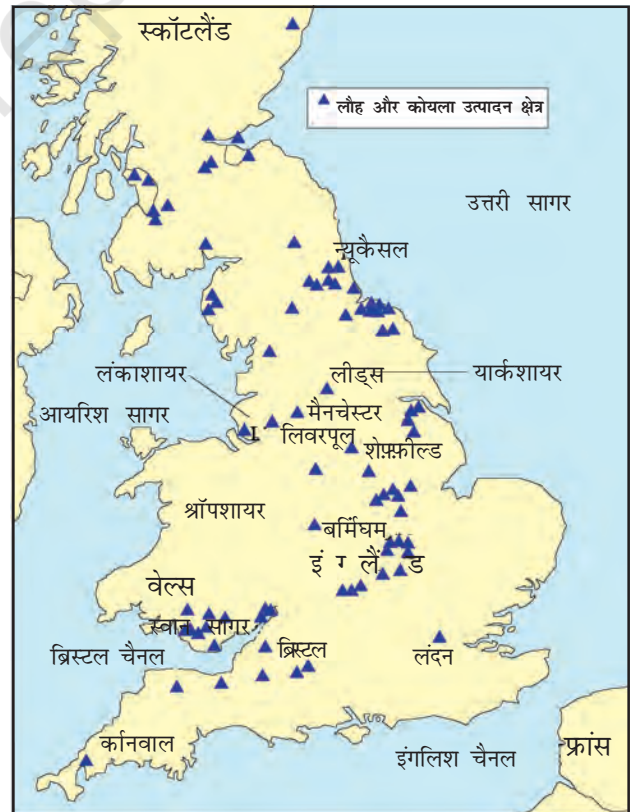 स्कॉटलैंड
लौह और कोयला उत्पादन क्षेत्र
उत्तरी सागर
न्यूकैसल
लंकाशायर
लीड्स
यार्कशायर
आयरिश सागर
मैनचेस्टर
लिवरपूल
शेफ़्फ़ील्ड
श्रॉपशायर
बर्मिंघम
इंग्लैंड
वेल्स
स्वान सागर
ब्रिस्टल चैनल
ब्रिस्टल
लंदन
कॉर्नवाल
इंगलिश चैनल
फ्रांस